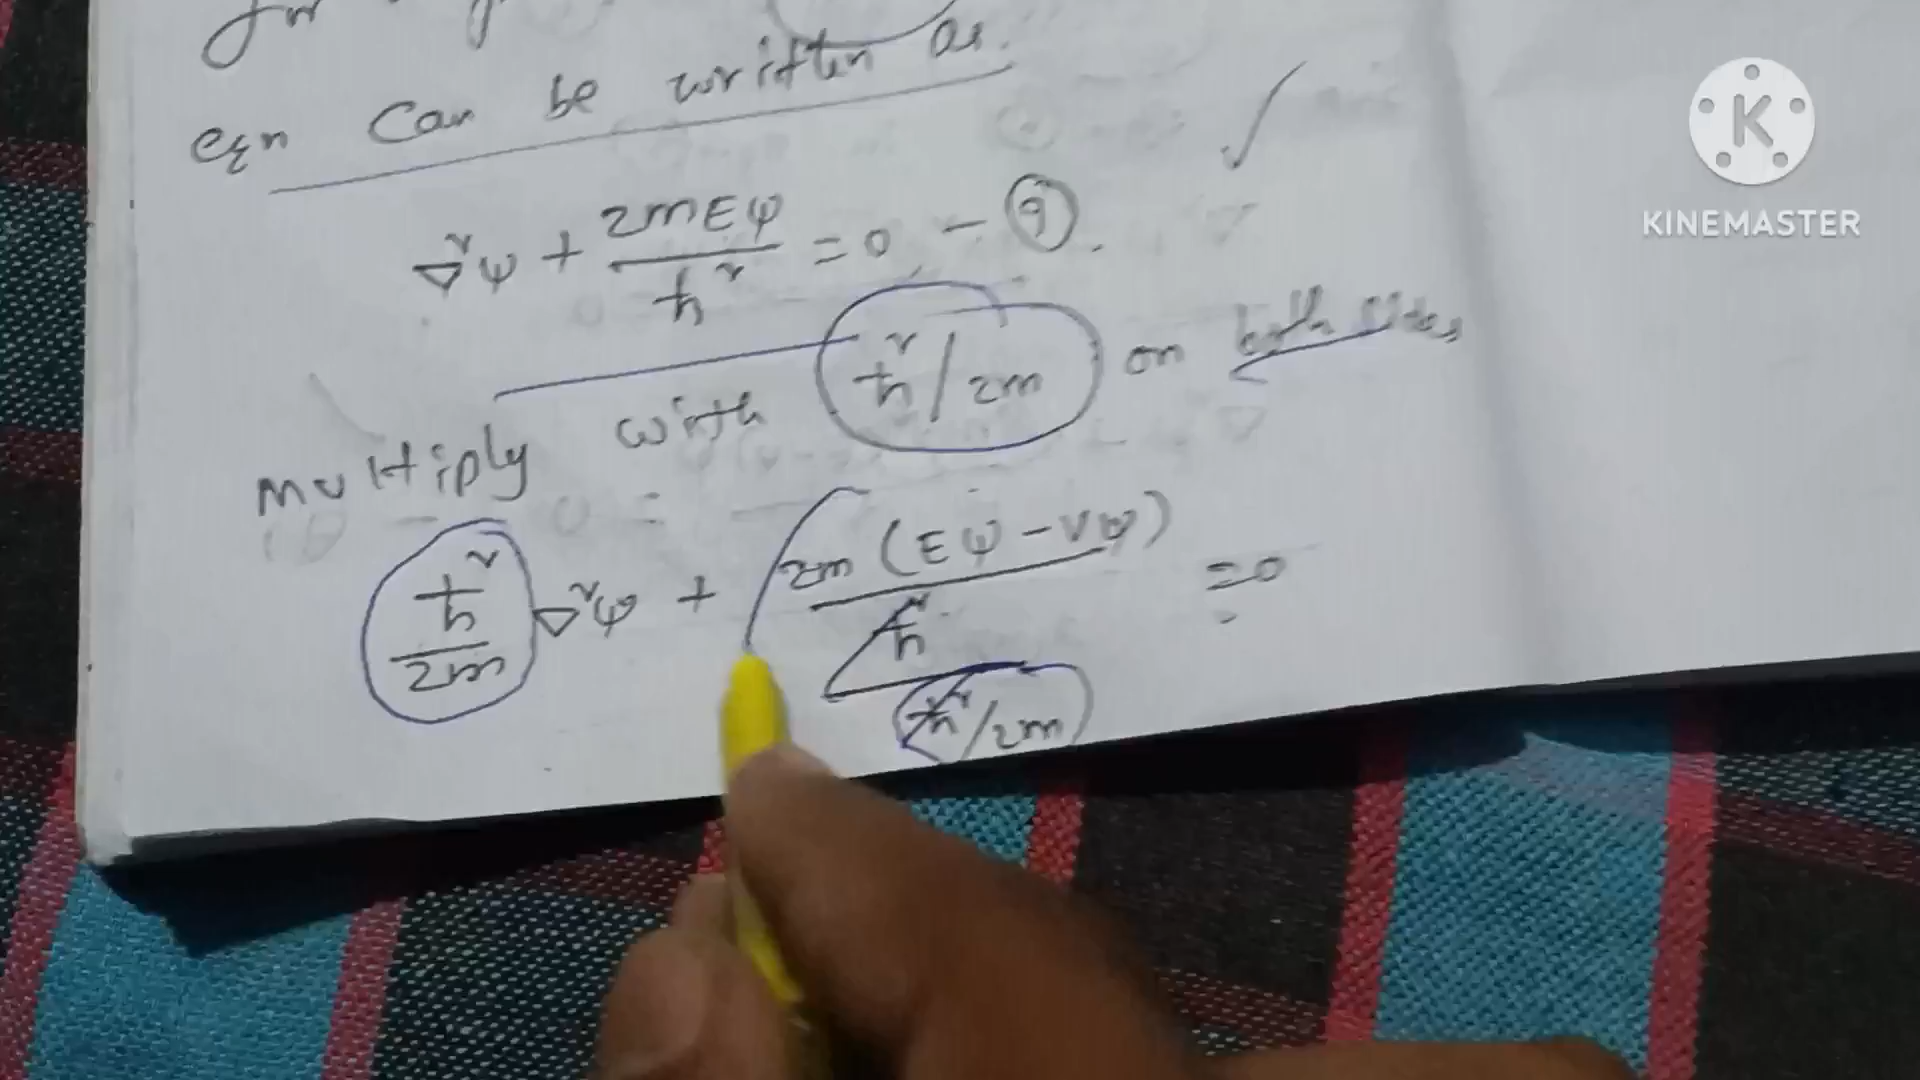 for
eqn can be written as.
∇²ψ + 2mEψ/ħ² = 0 - ⑨.
Multiply with ħ²/2m on both sides
ħ²/2m ∇²ψ + 2m (Eψ - Vψ)/ħ²/ħ²/2m = 0
K
KINEMASTER